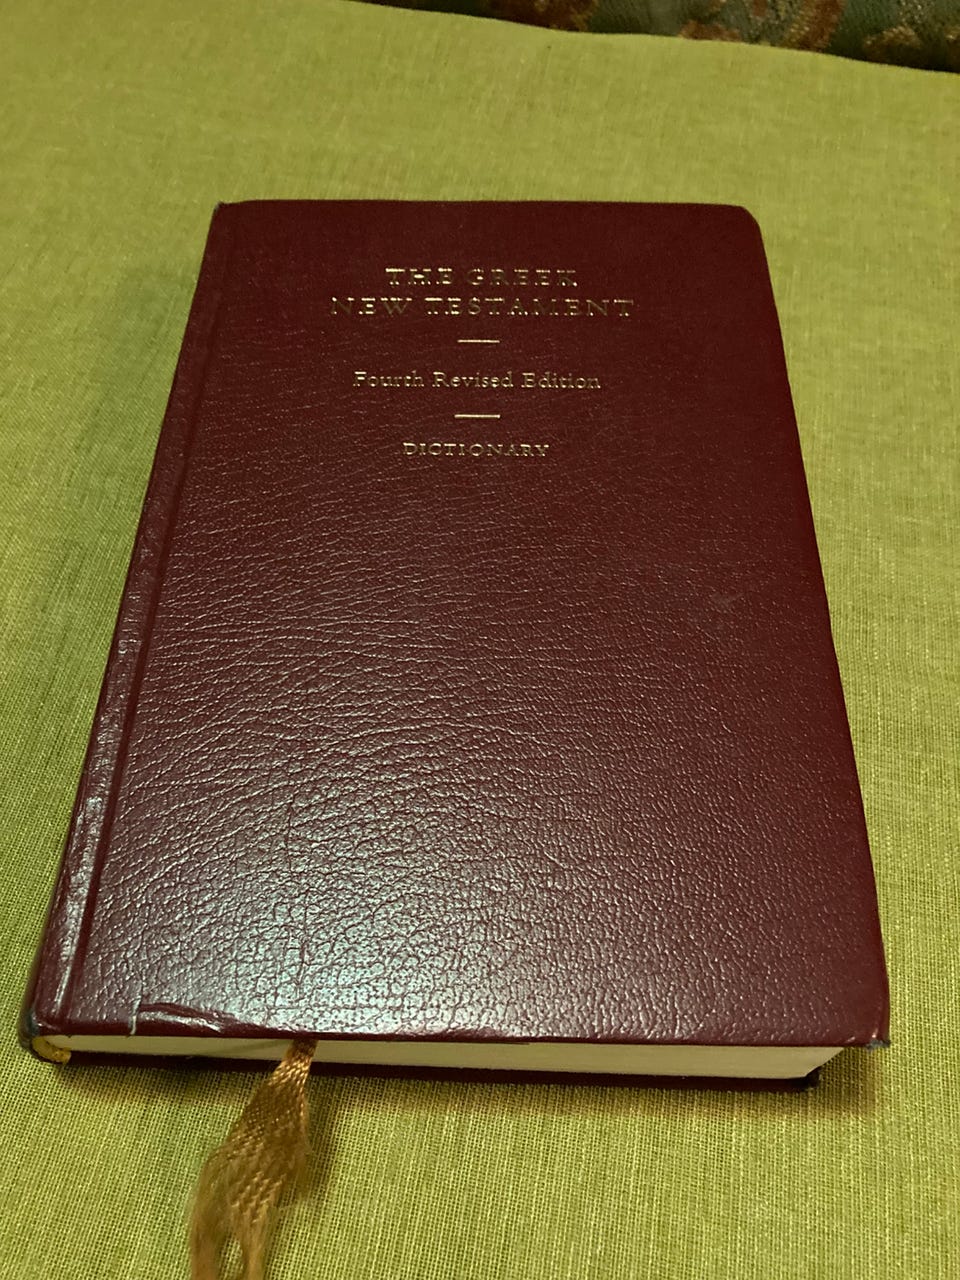 THE GREEK
NEW TESTAMENT
Fourth Revised Edition
DICTIONARY